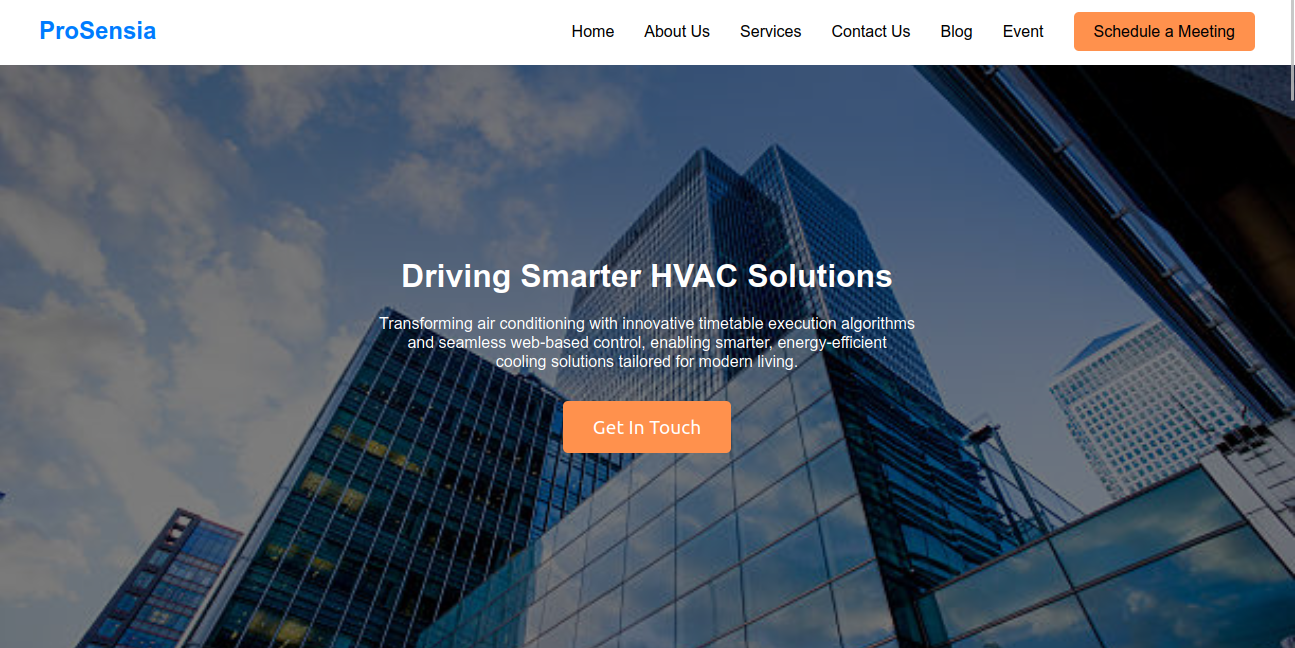 ProSensia
Home About Us Services Contact Us Blog Event Schedule a Meeting
Driving Smarter HVAC Solutions
Transforming air conditioning with innovative timetable execution algorithms
and seamless web-based control, enabling smarter, energy-efficient
cooling solutions tailored for modern living.
Get In Touch